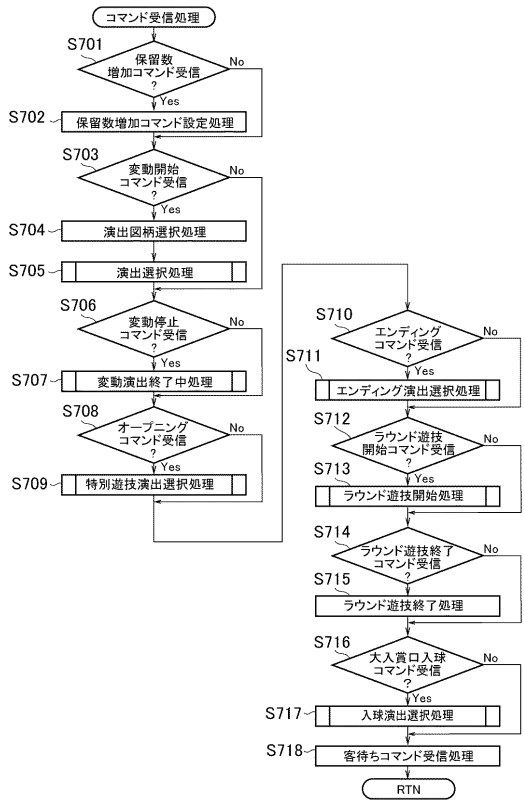 コマンド受信処理
S701
保留数
増加コマンド受信
?
No
Yes
S702
保留数増加コマンド設定処理
S703
変動開始
コマンド受信
?
No
Yes
S704
演出図柄選択処理
S705
演出選択処理
S706
変動停止
コマンド受信
?
No
Yes
S707
変動演出終了中処理
S708
オープニング
コマンド受信
?
No
Yes
S709
特別遊技演出選択処理
S710
エンディング
コマンド受信
?
No
Yes
S711
エンディング演出選択処理
S712
ラウンド遊技
開始コマンド受信
?
No
Yes
S713
ラウンド遊技開始処理
S714
ラウンド遊技終了
コマンド受信
?
No
Yes
S715
ラウンド遊技終了処理
S716
大入賞口入球
コマンド受信
?
No
Yes
S717
入球演出選択処理
S718
客待ちコマンド受信処理
RTN